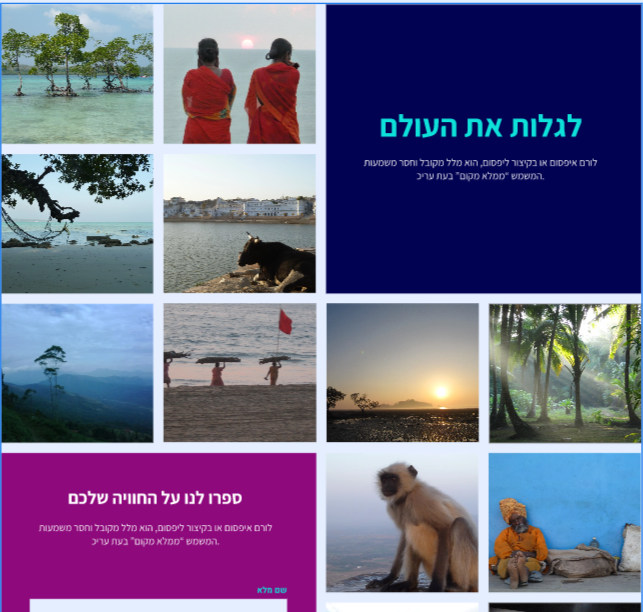 לגלות את העולם
לורם איפסום או בקיצור ליפסום, הוא מלל מקובל וחסר משמעות
המשמש "ממלא מקום" בעת עריכ.
ספרו לנו על החוויה שלכם
לורם איפסום או בקיצור ליפסום, הוא מלל מקובל וחסר משמעות
המשמש "ממלא מקום" בעת עריכ.
שם מלא